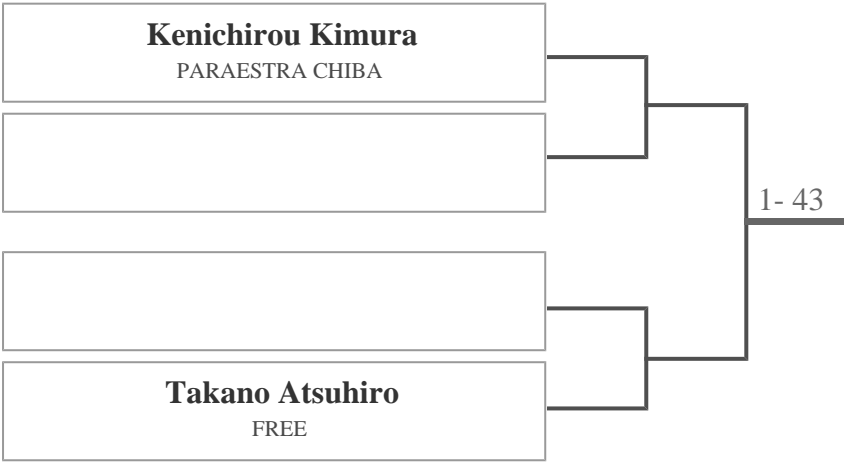 Kenichirou Kimura
PARAESTRA CHIBA
1- 43
Takano Atsuhiro
FREE